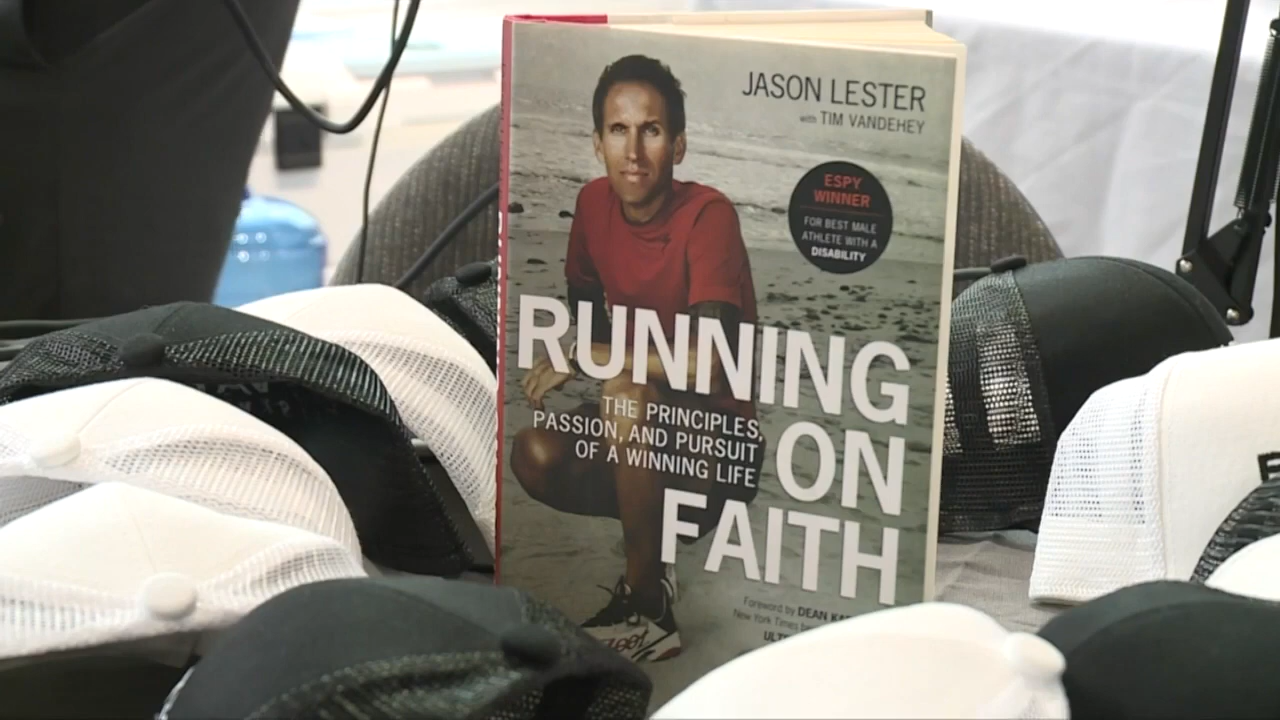 JASON LESTER
with TIM VANDEHEY
ESPY
WINNER
FOR BEST MALE
ATHLETE WITH A
DISABILITY
RUNNING
THE PRINCIPLES,
PASSION, AND PURSUIT
OF A WINNING LIFE
ON
FAITH
Foreword by DEAN
New York Times